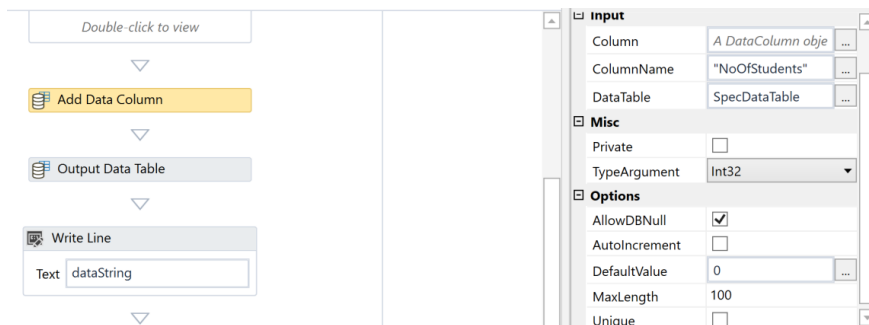 Double-click to view
Add Data Column
Output Data Table
Write Line
Text dataString
Input
Column A DataColumn obje ...
ColumnName "NoOfStudents" ...
DataTable SpecDataTable ...
Misc
Private
TypeArgument Int32
Options
AllowDBNull
AutoIncrement
DefaultValue 0 ...
MaxLength 100
Unique